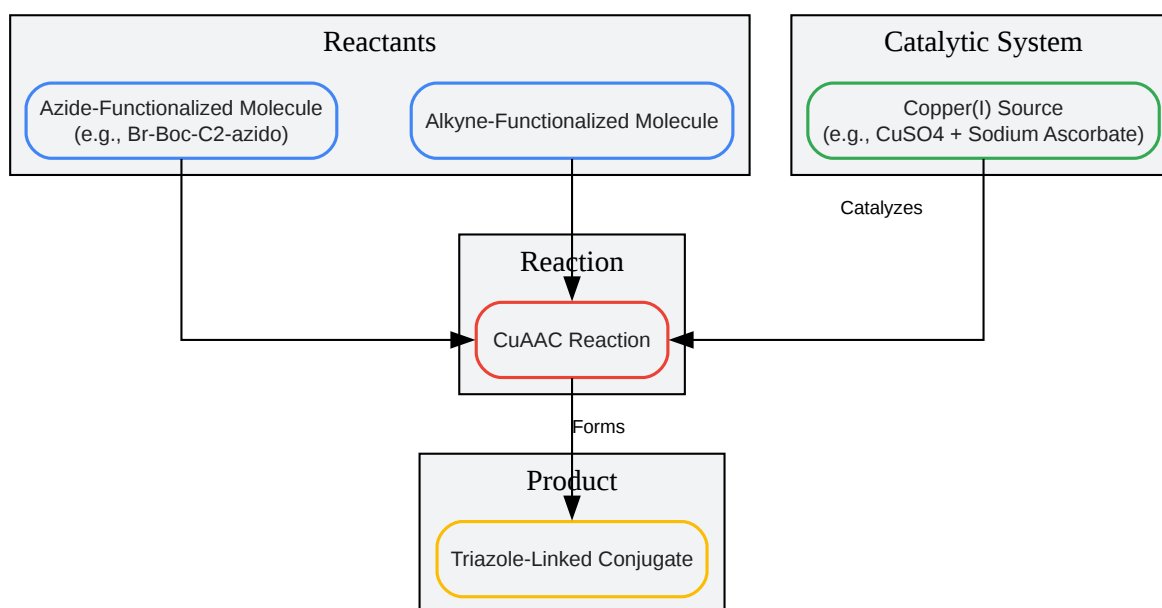 Reactants
Azide-Functionalized Molecule
(e.g., Br-Boc-C2-azido)
Alkyne-Functionalized Molecule
Catalytic System
Copper(I) Source
(e.g., CuSO4 + Sodium Ascorbate)
Catalyzes
Reaction
CuAAC Reaction
Forms
Product
Triazole-Linked Conjugate